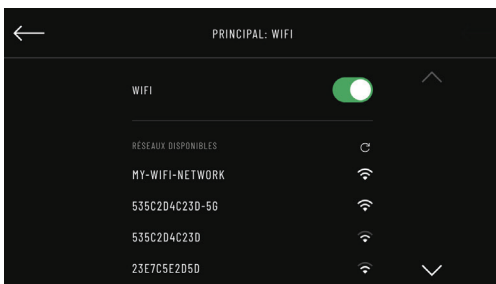 PRINCIPAL: WIFI
WIFI
RÉSEAUX DISPONIBLES
MY-WIFI-NETWORK
535C2D4C23D-5G
535C2D4C23D
23E7C5E2D5D